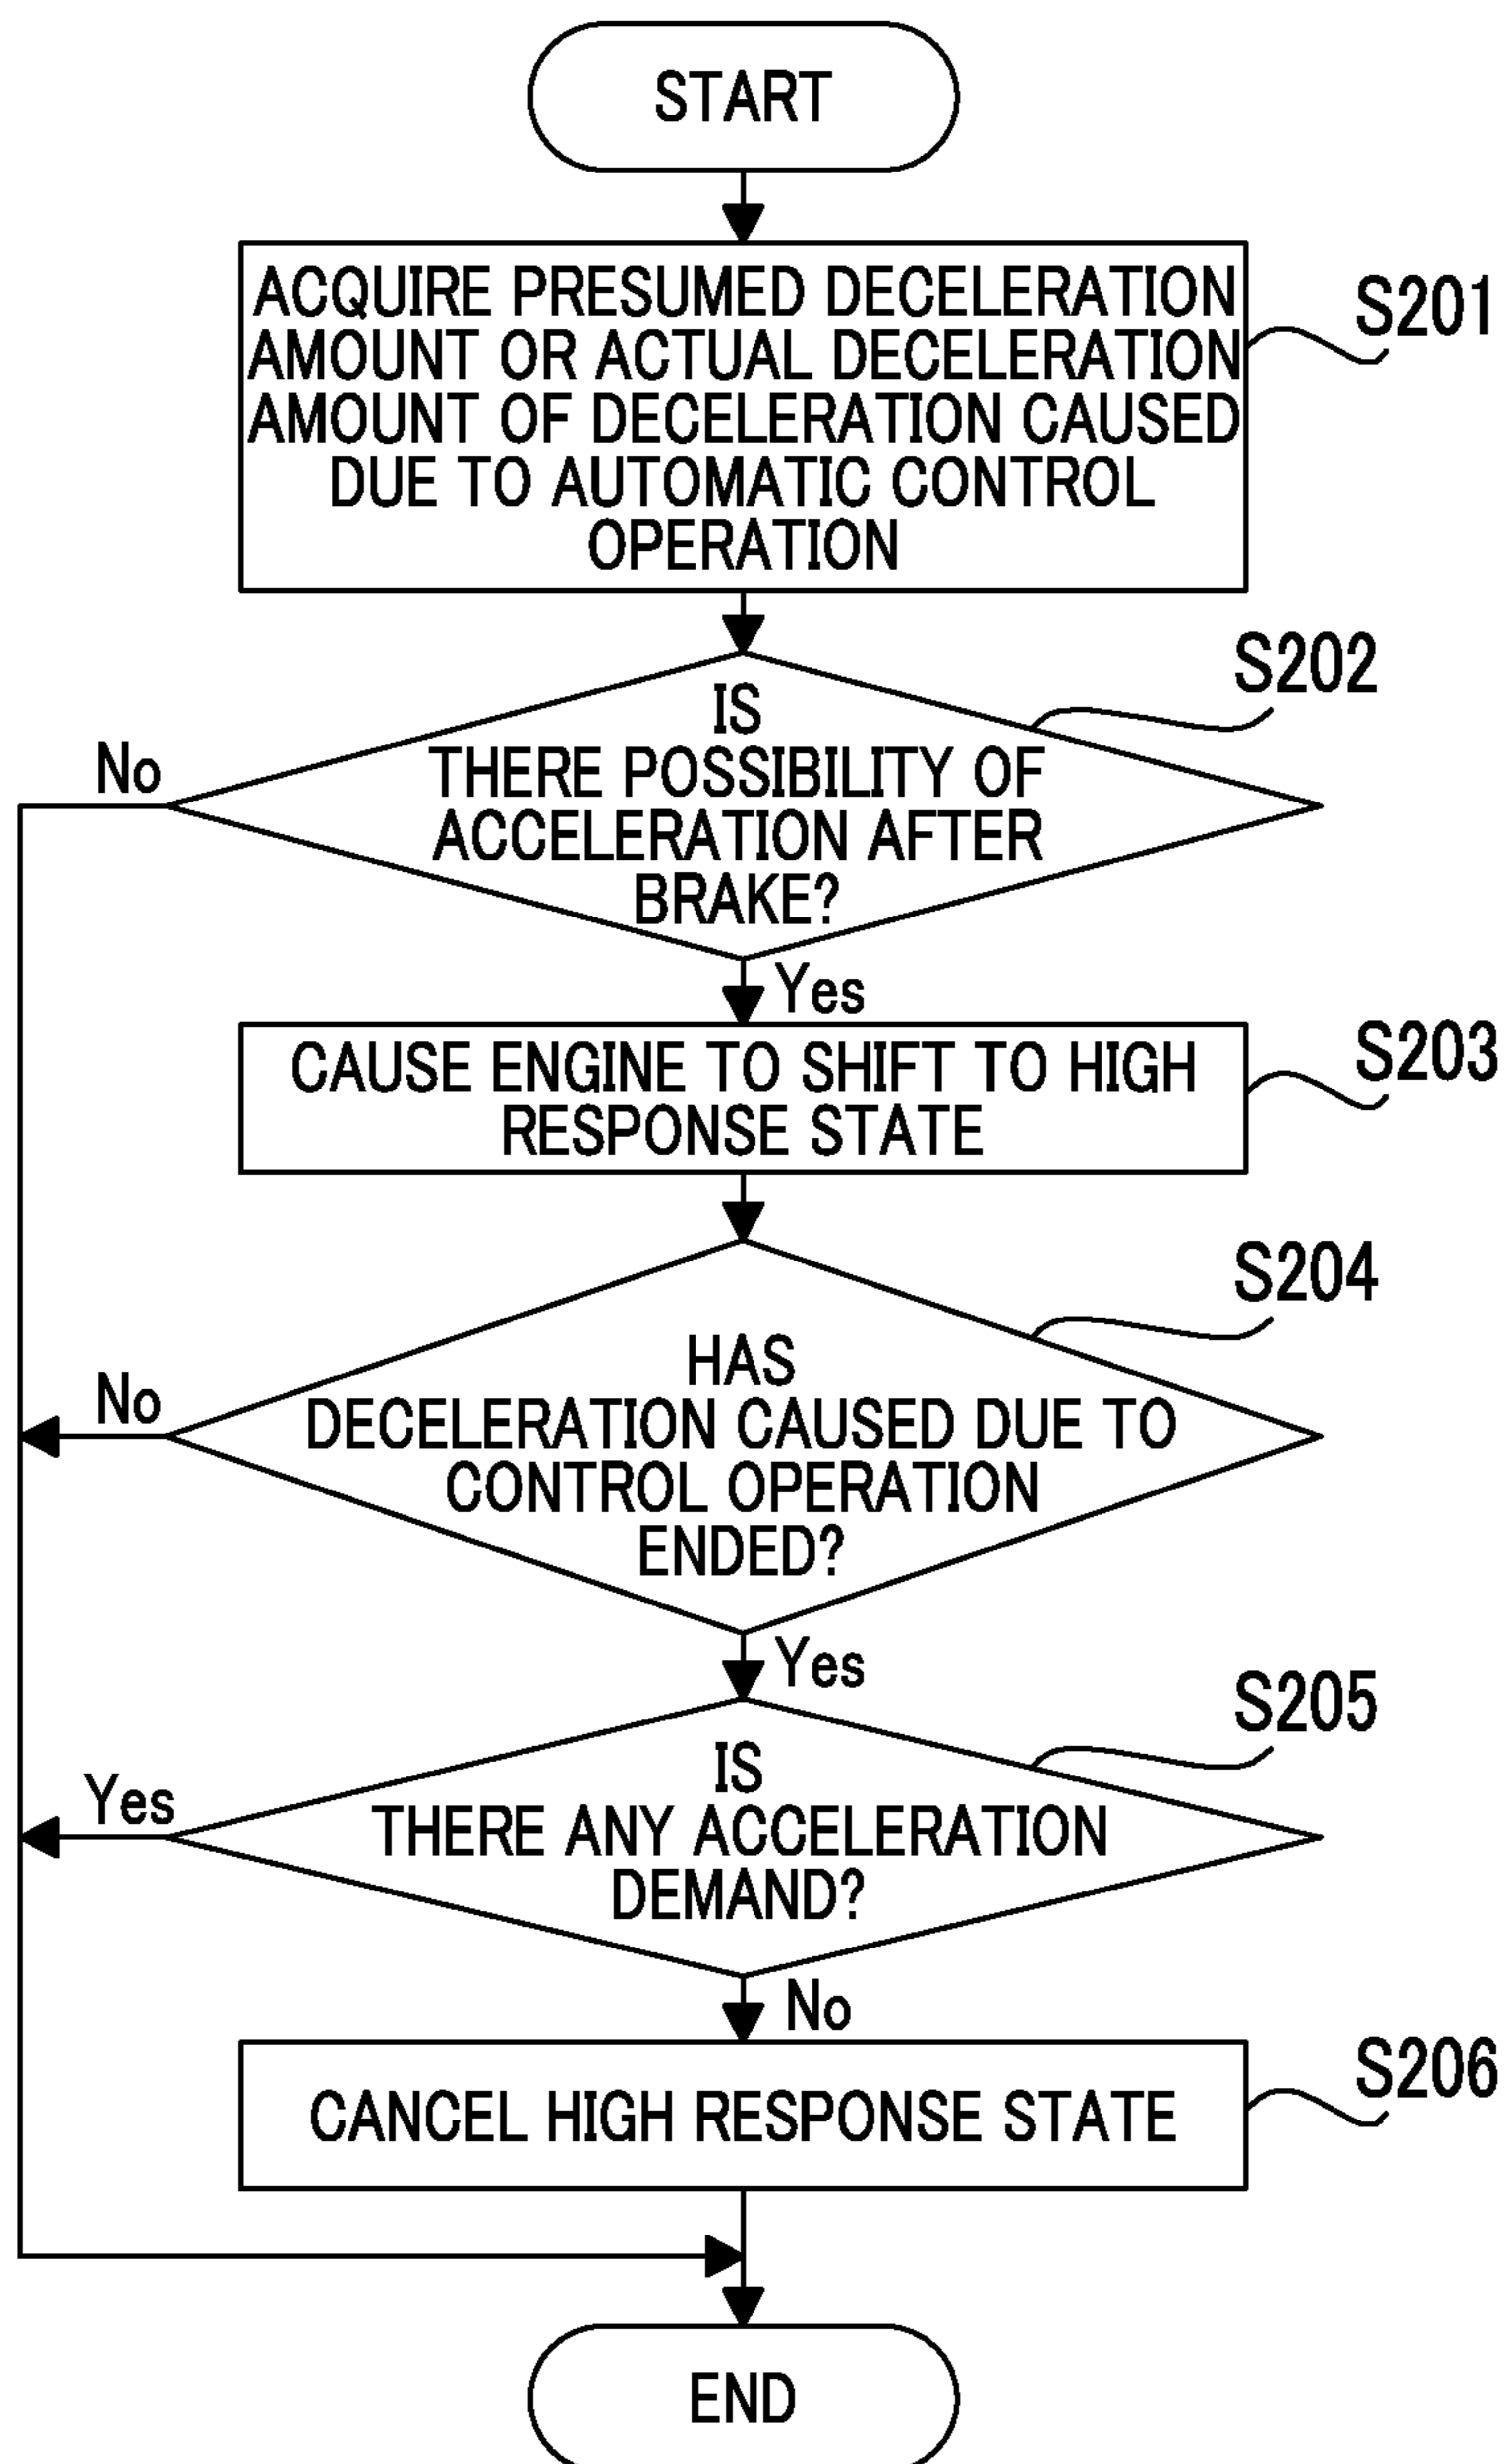 START
ACQUIRE PRESUMED DECELERATION
AMOUNT OR ACTUAL DECELERATION
AMOUNT OF DECELERATION CAUSED
DUE TO AUTOMATIC CONTROL
OPERATION
S201
S202
IS
THERE POSSIBILITY OF
ACCELERATION AFTER
BRAKE?
No
Yes
S203
CAUSE ENGINE TO SHIFT TO HIGH
RESPONSE STATE
S204
HAS
DECELERATION CAUSED DUE TO
CONTROL OPERATION
ENDED?
No
Yes
S205
IS
THERE ANY ACCELERATION
DEMAND?
Yes
No
S206
CANCEL HIGH RESPONSE STATE
END